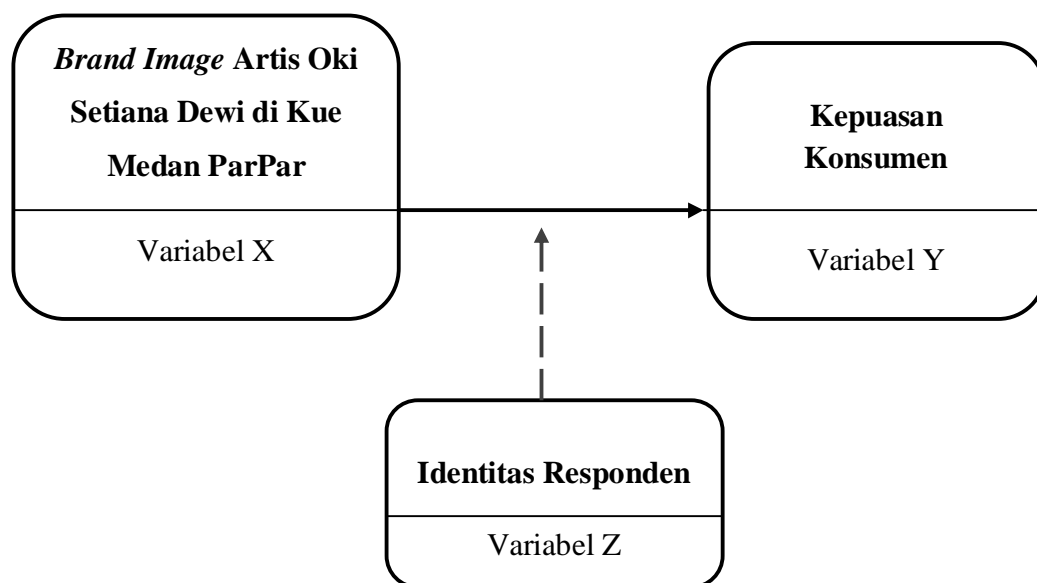 Brand Image Artis Oki
Setiana Dewi di Kue
Medan ParPar
Variabel X
Kepuasan
Konsumen
Variabel Y
Identitas Responden
Variabel Z